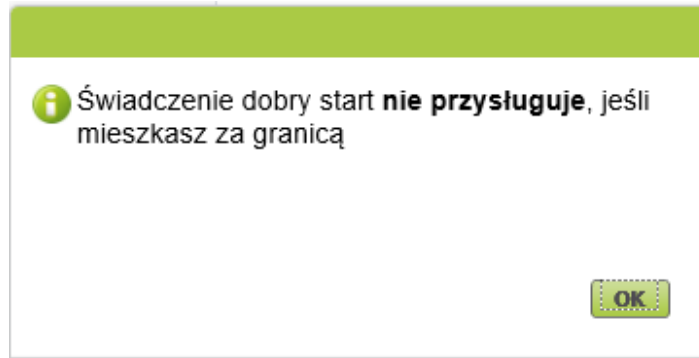 Świadczenie dobry start nie przysługuje, jeśli
mieszkasz za granicą
OK